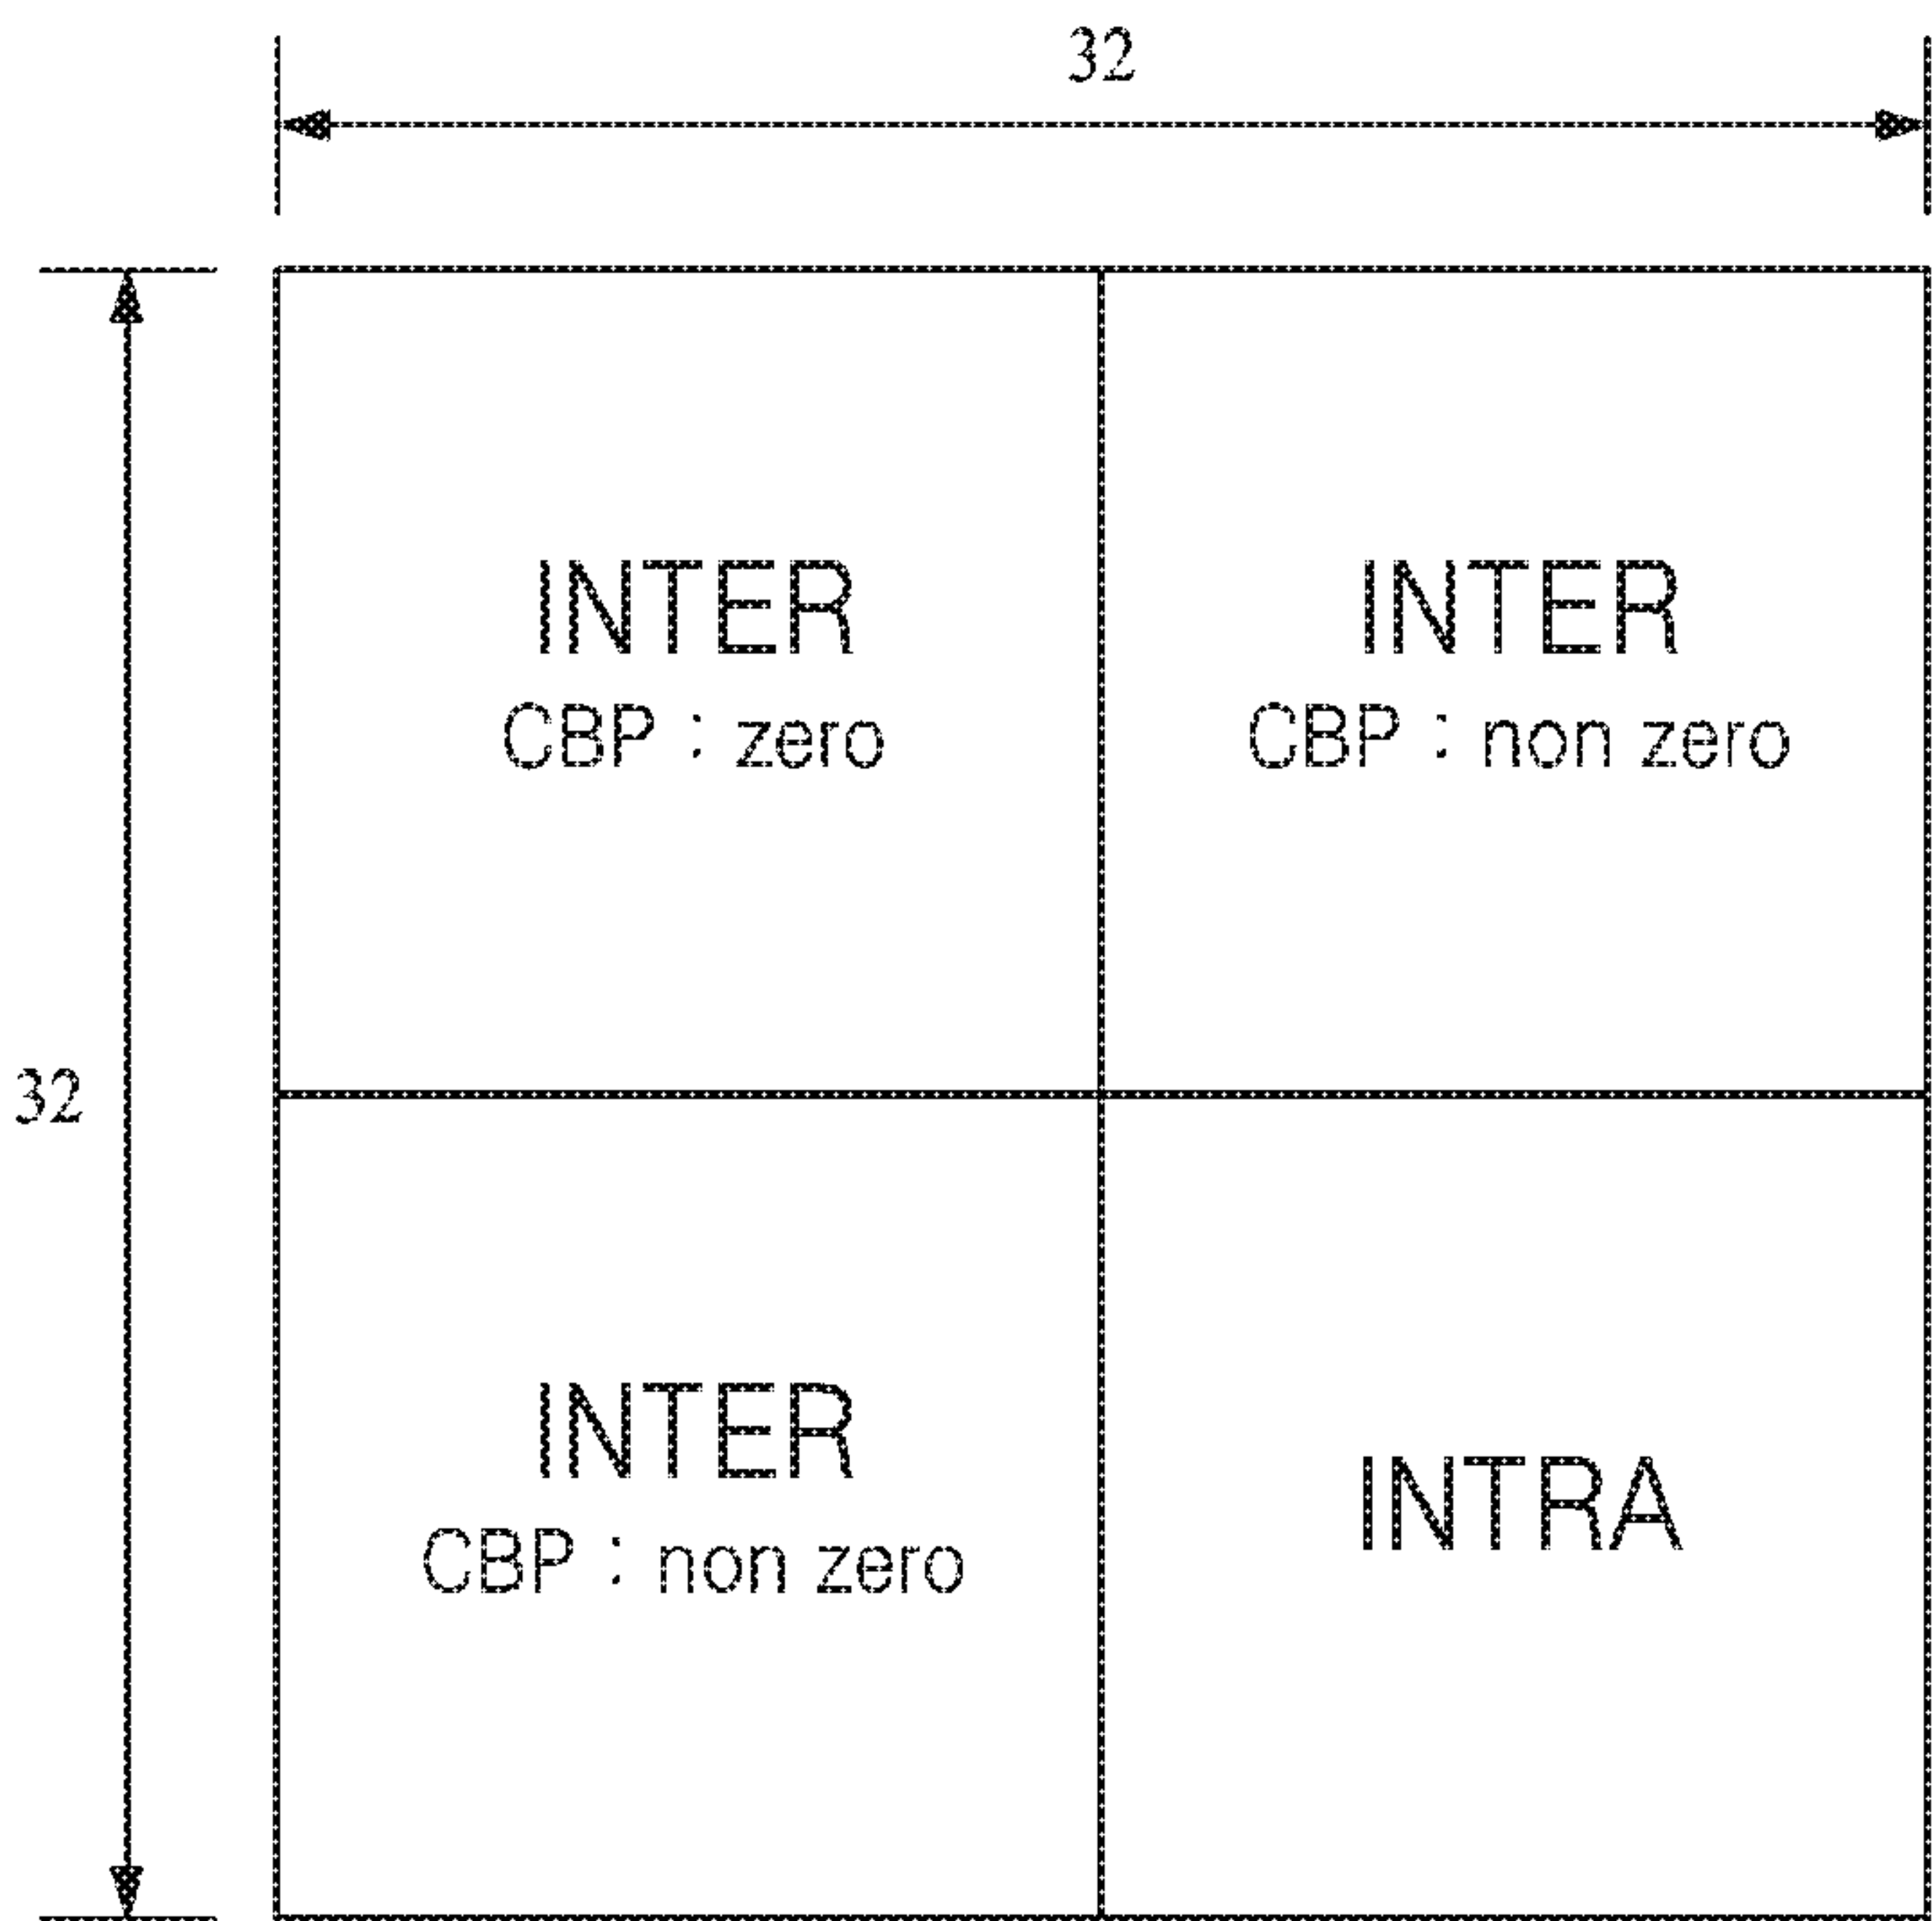 32
INTER
CBP : zero
INTER
CBP : non zero
32
INTER
CBP : non zero
INTRA